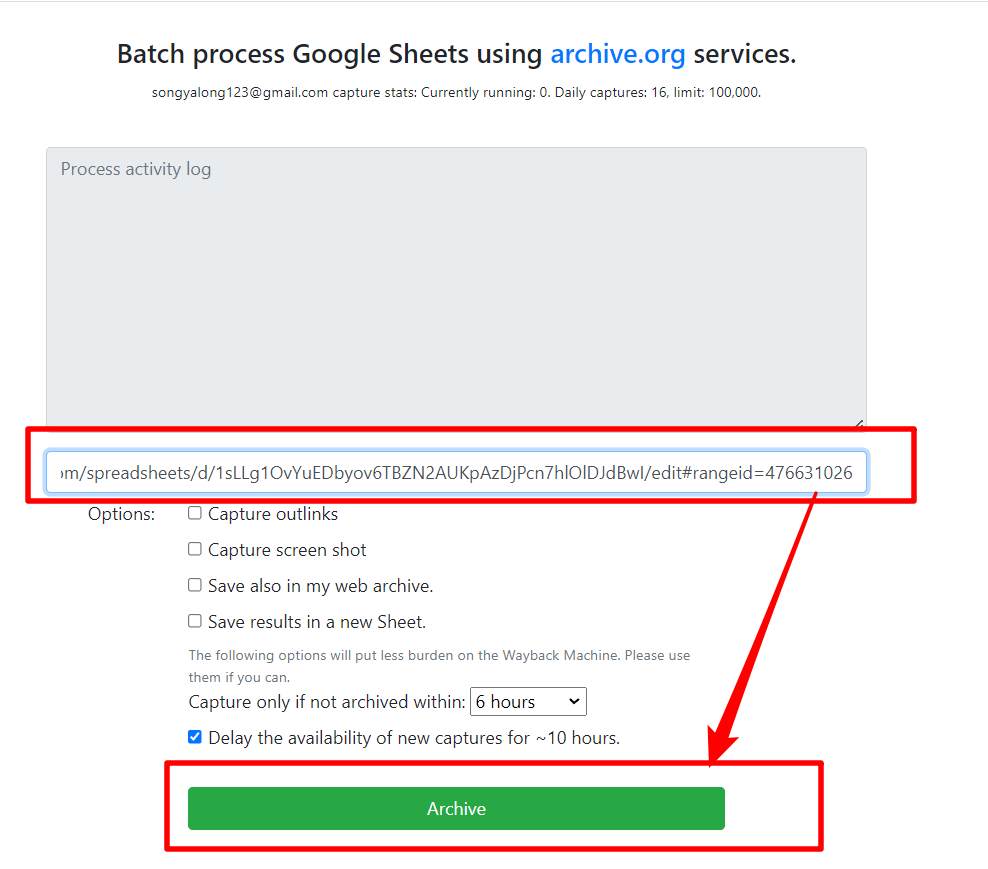 Batch process Google Sheets using archive.org services.
songyalong123@gmail.com capture stats: Currently running: 0. Daily captures: 16, limit: 100,000.
Process activity log
om/spreadsheets/d/1sLLg1OvYuEDbyov6TBZN2AUKpAzDjPcn7hlOlDJdBwI/edit#rangeid=476631026
Options:
Capture outlinks
Capture screen shot
Save also in my web archive.
Save results in a new Sheet.
The following options will put less burden on the Wayback Machine. Please use
them if you can.
Capture only if not archived within: 6 hours
Delay the availability of new captures for ~10 hours.
Archive